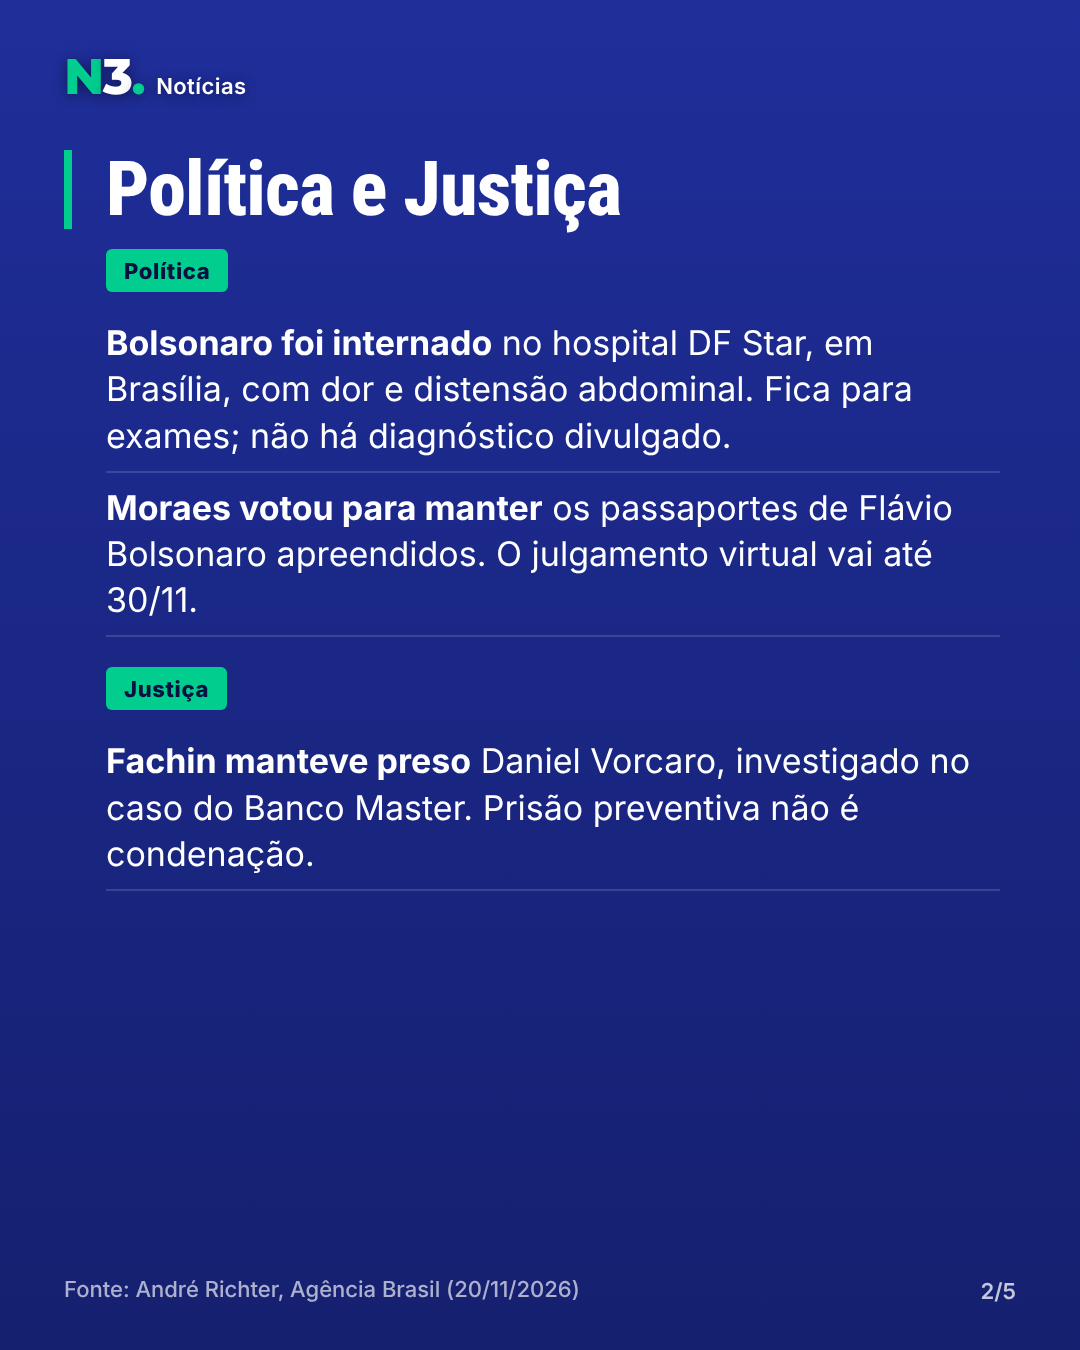 N3. Notícias
Política e Justiça
Política
Bolsonaro foi internado no hospital DF Star, em
Brasília, com dor e distensão abdominal. Fica para
exames; não há diagnóstico divulgado.
Moraes votou para manter os passaportes de Flávio
Bolsonaro apreendidos. O julgamento virtual vai até
30/11.
Justiça
Fachin manteve preso Daniel Vorcaro, investigado no
caso do Banco Master. Prisão preventiva não é
condenação.
Fonte: André Richter, Agência Brasil (20/11/2026)
2/5